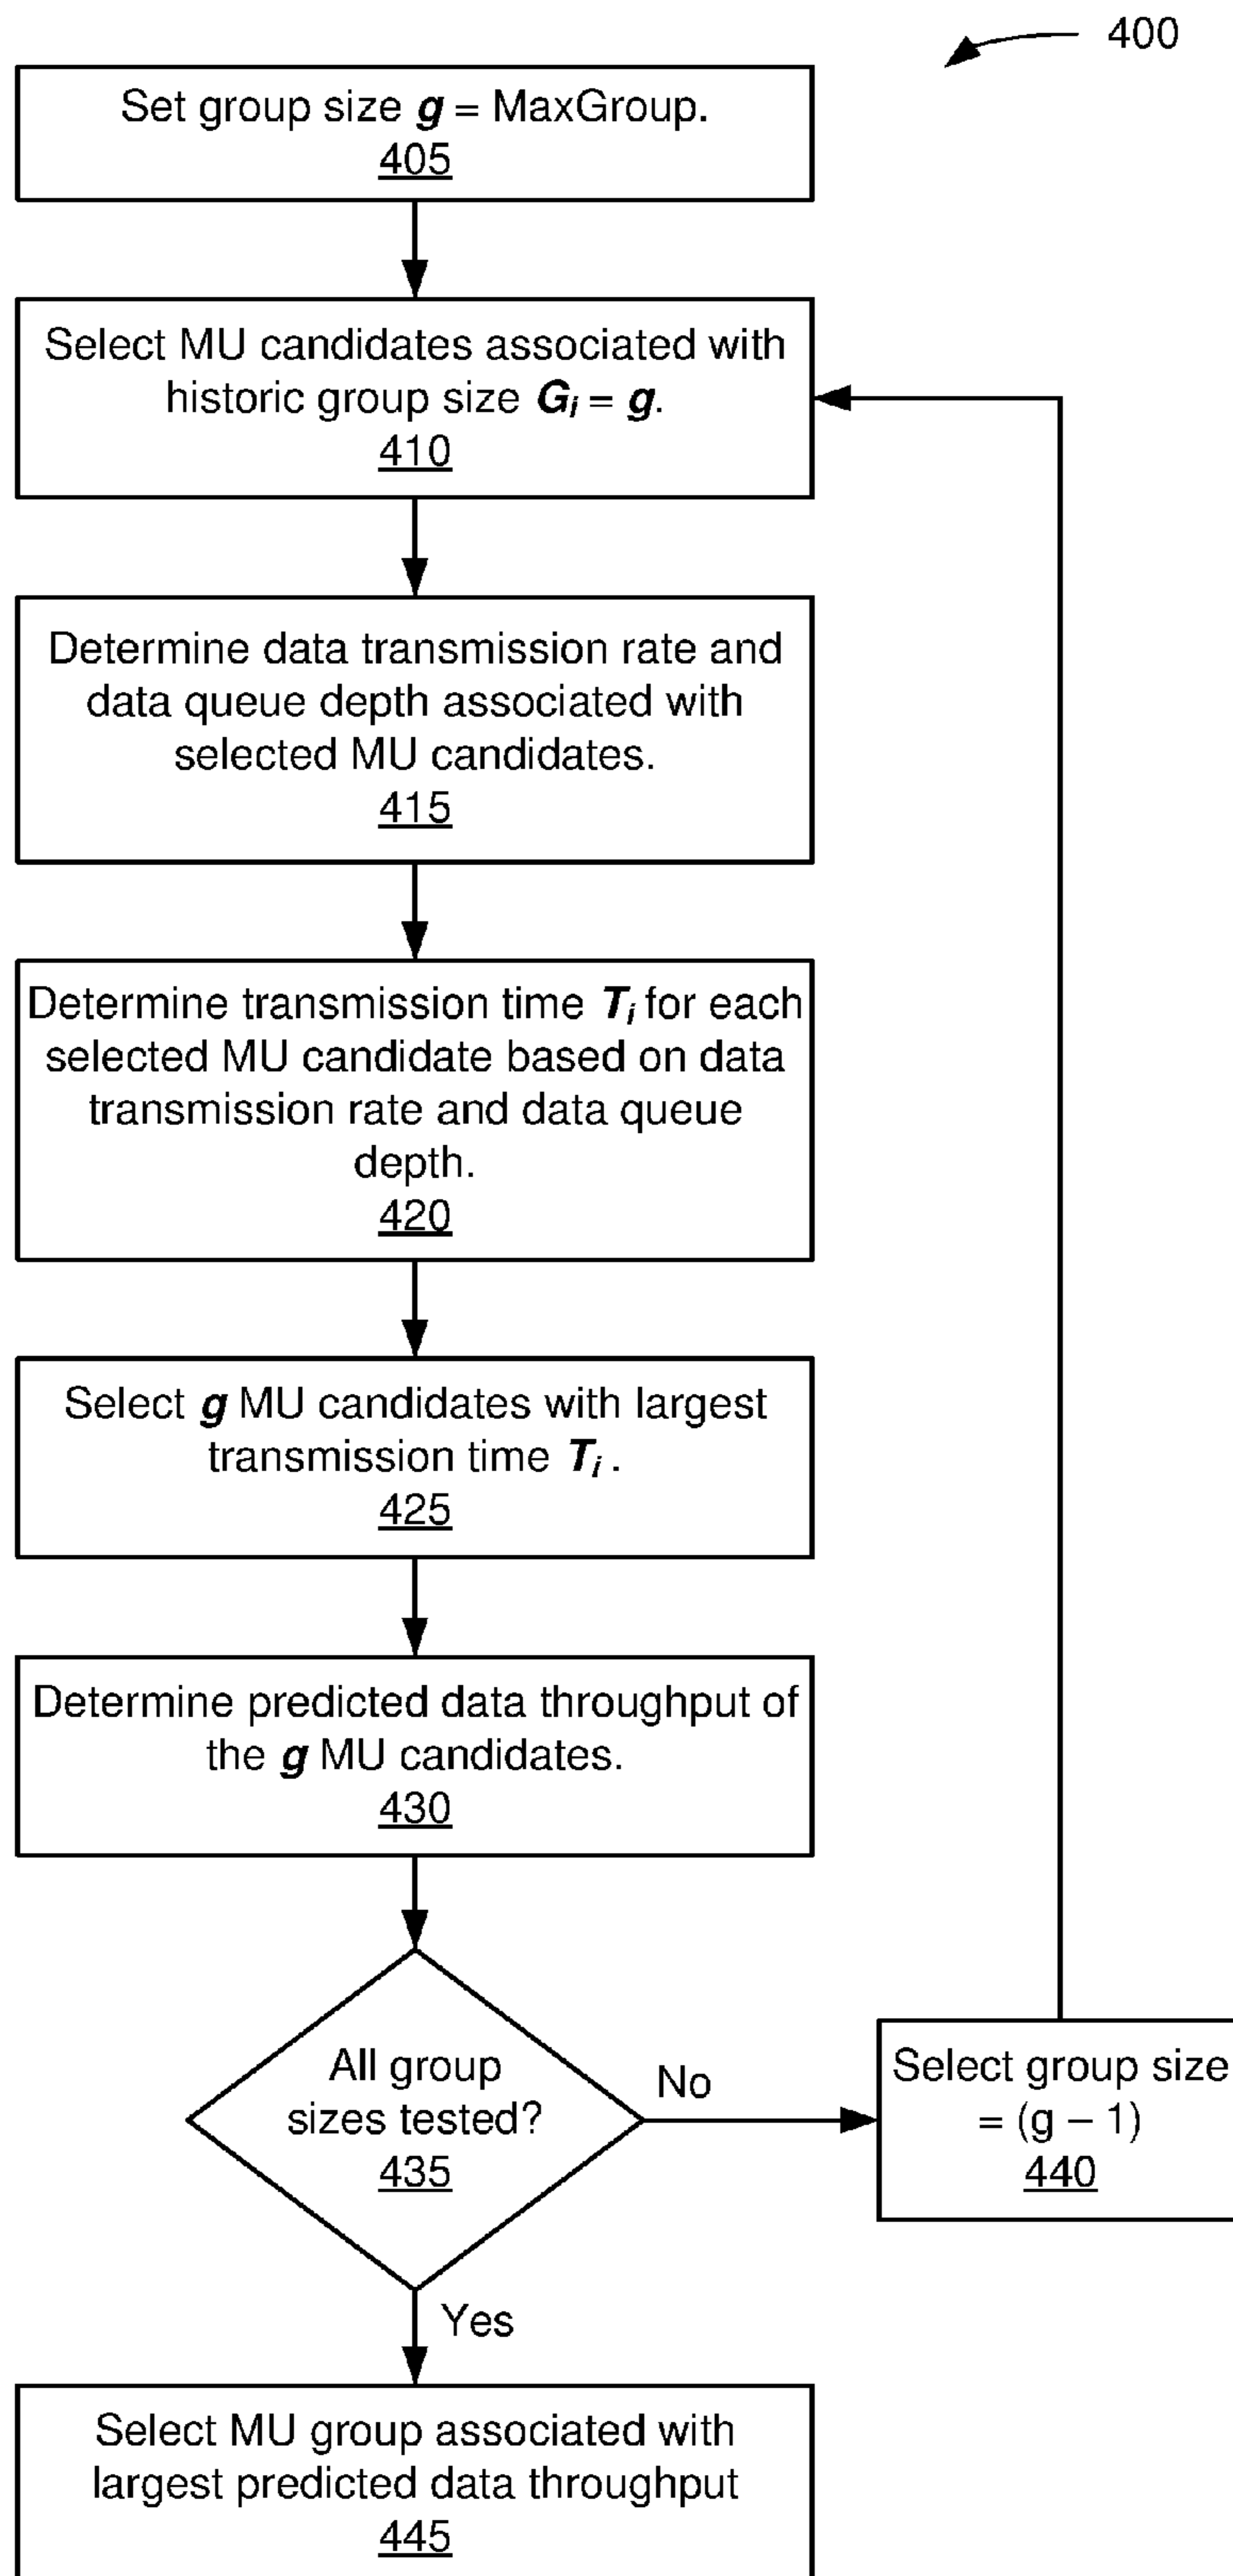 400
Set group size g = MaxGroup.
405
Select MU candidates associated with
historic group size Gi = g.
410
Determine data transmission rate and
data queue depth associated with
selected MU candidates.
415
Determine transmission time Ti for each
selected MU candidate based on data
transmission rate and data queue
depth.
420
Select g MU candidates with largest
transmission time Ti .
425
Determine predicted data throughput of
the g MU candidates.
430
All group
sizes tested?
435
No
Select group size
= (g – 1)
440
Yes
Select MU group associated with
largest predicted data throughput
445